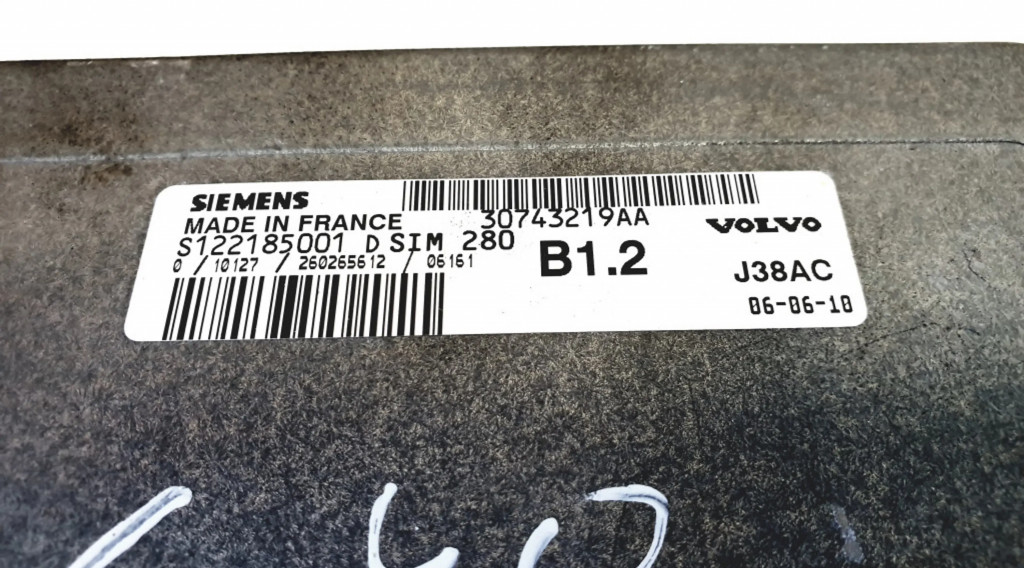 SIEMENS
MADE IN FRANCE
30743219AA
S122185001 D SIM 280
0 / 10127 / 260265612 / 06161
B1.2
VOLVO
J38AC
06-06-10